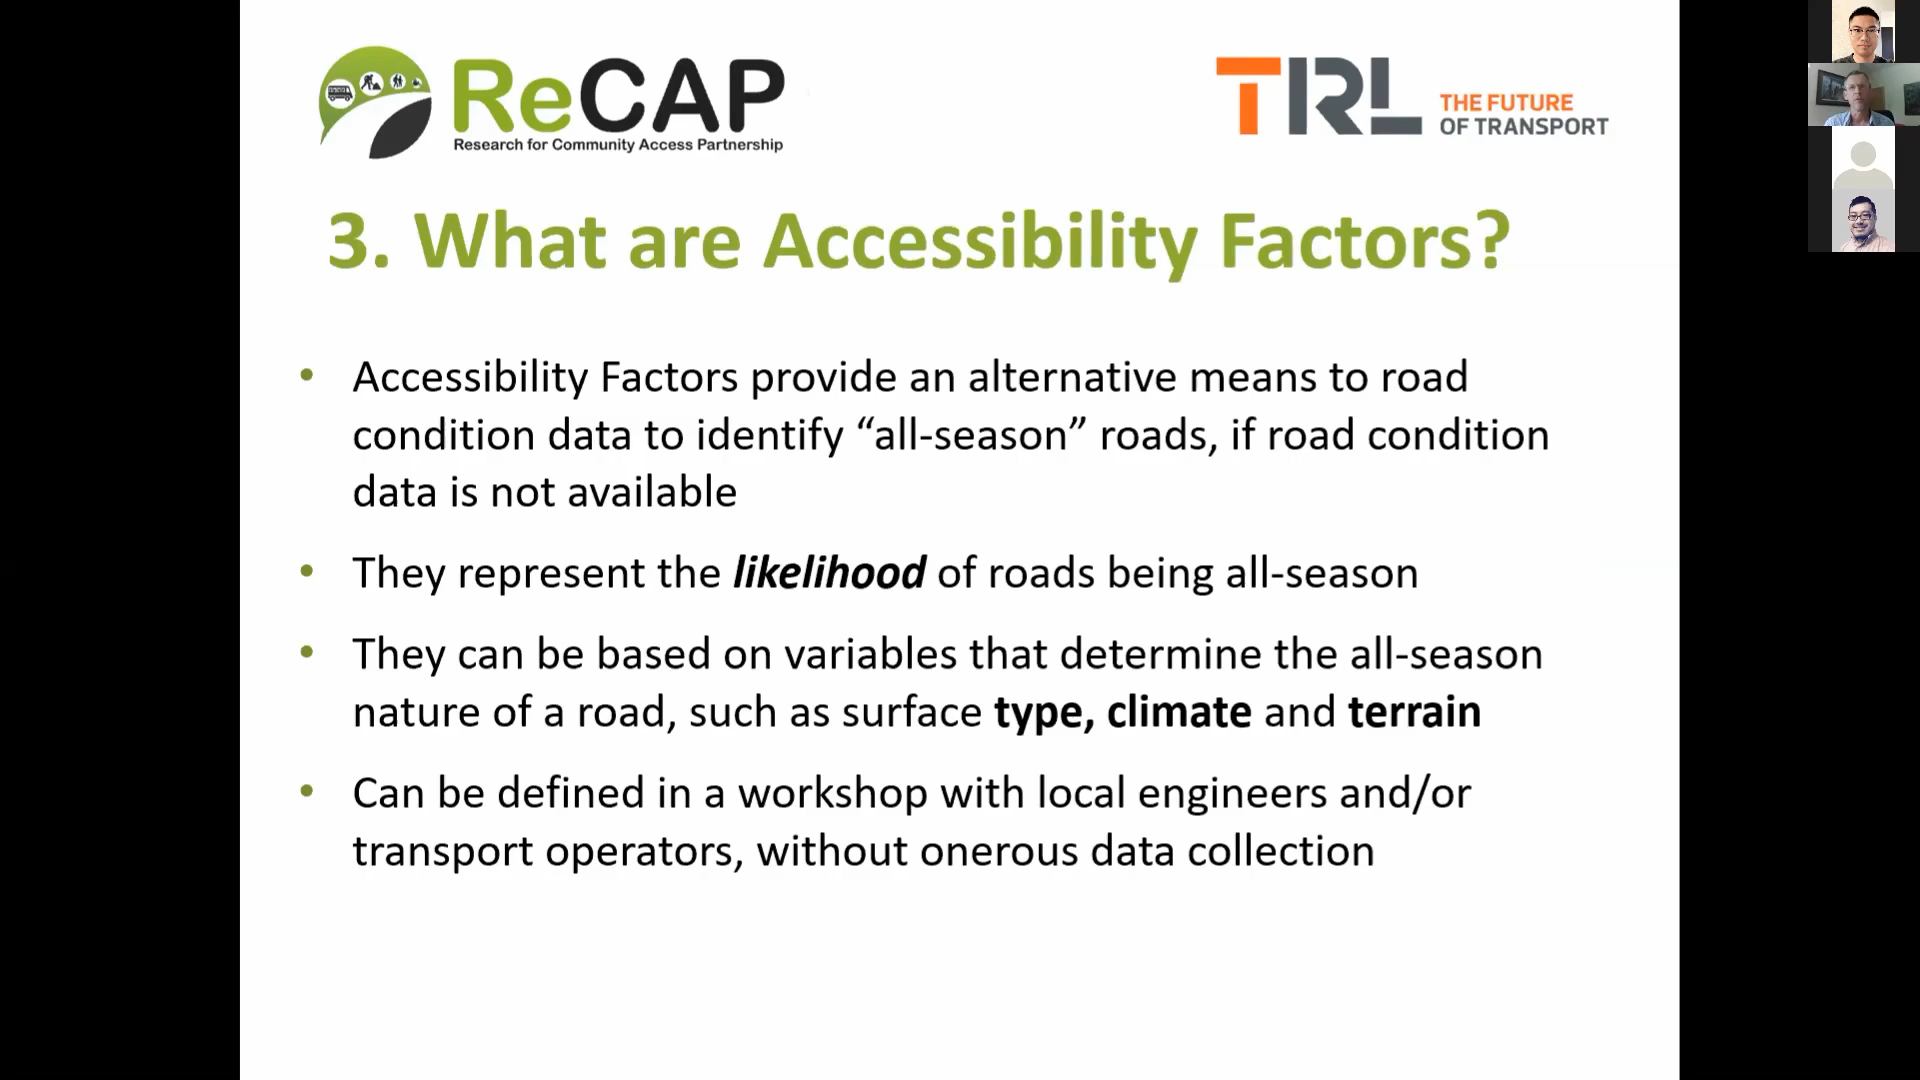 ReCAP
Research for Community Access Partnership
TRL
THE FUTURE
OF TRANSPORT
3. What are Accessibility Factors?
• Accessibility Factors provide an alternative means to road
condition data to identify “all-season” roads, if road condition
data is not available
• They represent the likelihood of roads being all-season
• They can be based on variables that determine the all-season
nature of a road, such as surface type, climate and terrain
• Can be defined in a workshop with local engineers and/or
transport operators, without onerous data collection